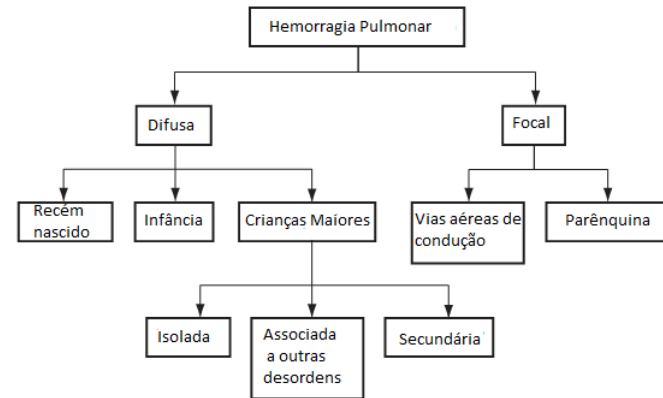 Hemorragia Pulmonar
Difusa
Focal
Recém
nascido
Infância
Crianças Maiores
Vias aéreas de
condução
Parênquina
Isolada
Associada
a outras
desordens
Secundária